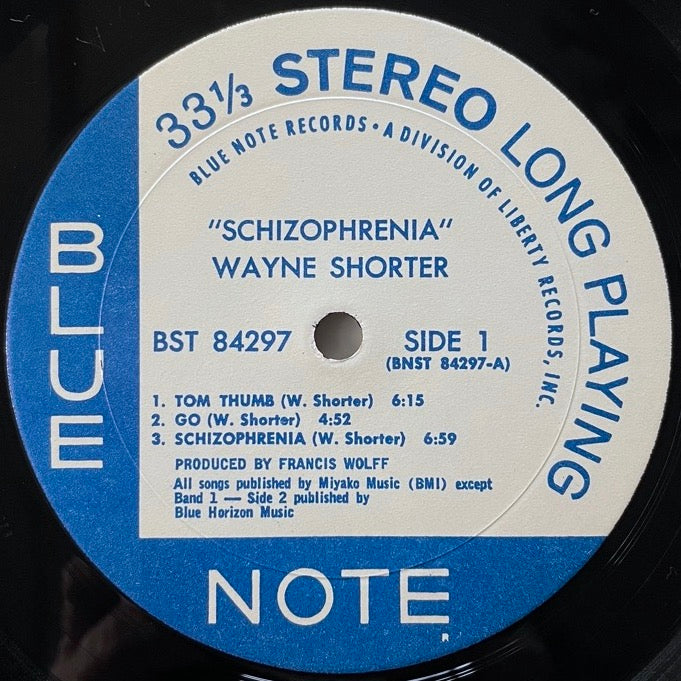 33⅓ STEREO LONG PLAYING
BLUE NOTE RECORDS • A DIVISION OF LIBERTY RECORDS, INC.
"SCHIZOPHRENIA"
WAYNE SHORTER
BST 84297 SIDE 1
(BNST 84297-A)
1. TOM THUMB (W. Shorter) 6:15
2. GO (W. Shorter) 4:52
3. SCHIZOPHRENIA (W. Shorter) 6:59
PRODUCED BY FRANCIS WOLFF
All songs published by Miyako Music (BMI) except
Band 1 — Side 2 published by
Blue Horizon Music
BLUE
NOTE
R